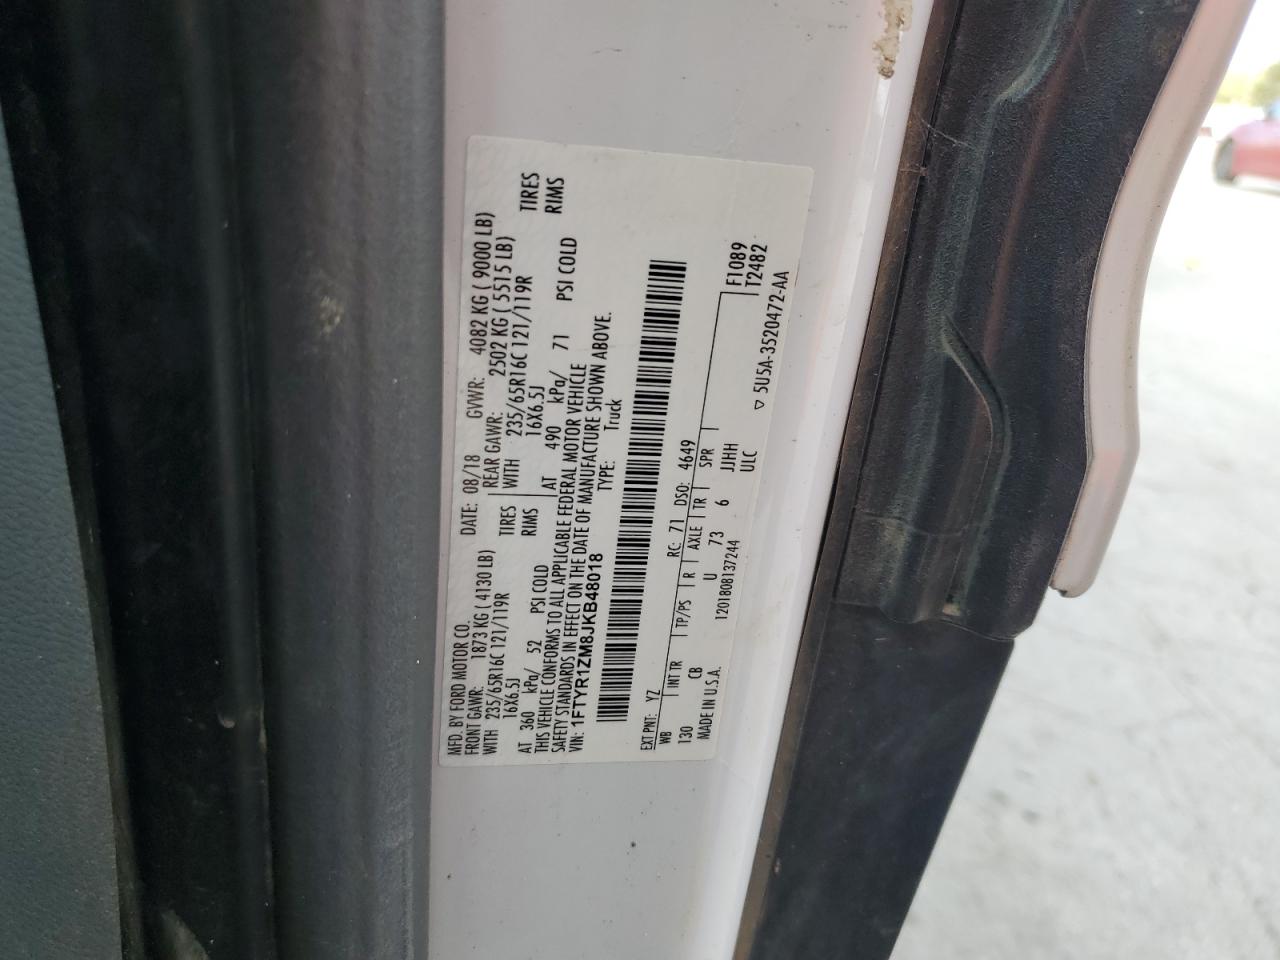 MFD. BY FORD MOTOR CO.
DATE: 08/18 GVWR: 4082 KG ( 9000 LB)
FRONT GAWR: 1873 KG ( 4130 LB)
REAR GAWR: 2502 KG ( 5515 LB)
WITH 235/65R16C 121/119R TIRES
WITH 235/65R16C 121/119R TIRES
16X6.5J RIMS
16X6.5J RIMS
AT 360 kPa/ 52 PSI COLD
AT 490 kPa/ 71 PSI COLD
THIS VEHICLE CONFORMS TO ALL APPLICABLE FEDERAL MOTOR VEHICLE
SAFETY STANDARDS IN EFFECT ON THE DATE OF MANUFACTURE SHOWN ABOVE.
VIN: 1FTYR1ZM8JKB48018
TYPE: Truck
EXT PNT: YZ RC: 71 DSO: 4649
WB INT TR TP/PS R AXLE TR SPR
130 CB U 73 6 JJHH
F1089
T2482
MADE IN U.S.A. 1201808137244 ULC
▽ 5U5A-3520472-AA